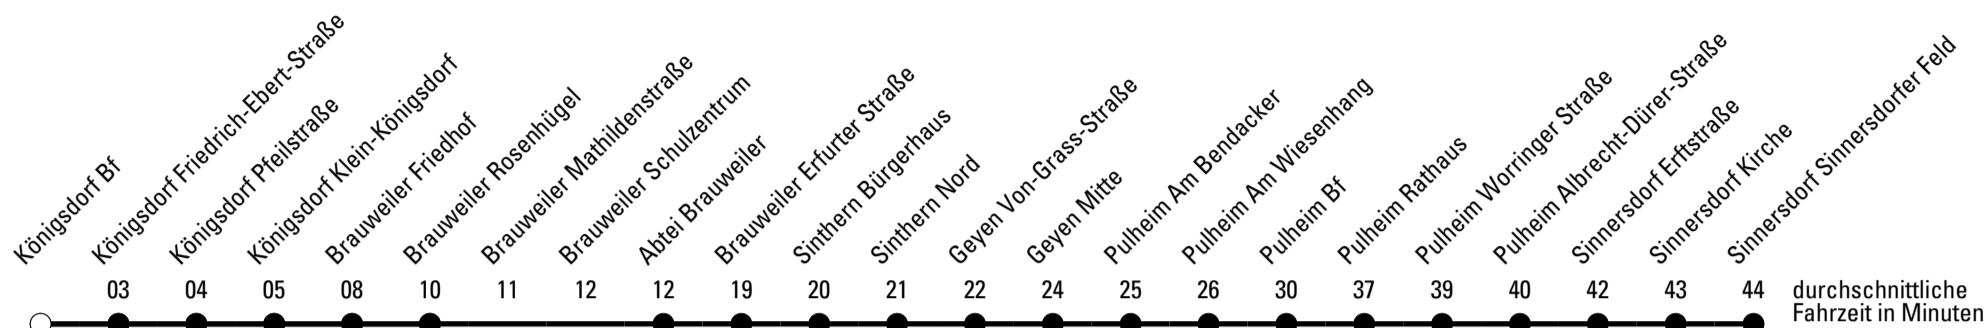 Königsdorf Bf
Königsdorf Friedrich-Ebert-Straße
Königsdorf Pfeilstraße
Königsdorf Klein-Königsdorf
Brauweiler Friedhof
Brauweiler Rosenhügel
Brauweiler Mathildenstraße
Brauweiler Schulzentrum
Abtei Brauweiler
Brauweiler Erfurter Straße
Sinthern Bürgerhaus
Sinthern Nord
Geyen Von-Grass-Straße
Geyen Mitte
Pulheim Am Bendacker
Pulheim Am Wiesenhang
Pulheim Bf
Pulheim Rathaus
Pulheim Worringer Straße
Pulheim Albrecht-Dürer-Straße
Sinnersdorf Erftstraße
Sinnersdorf Kirche
Sinnersdorf Sinnersdorfer Feld
03 04 05 08 10 11 12 12 19 20 21 22 24 25 26 30 37 39 40 42 43 44 durchschnittliche
Fahrzeit in Minuten